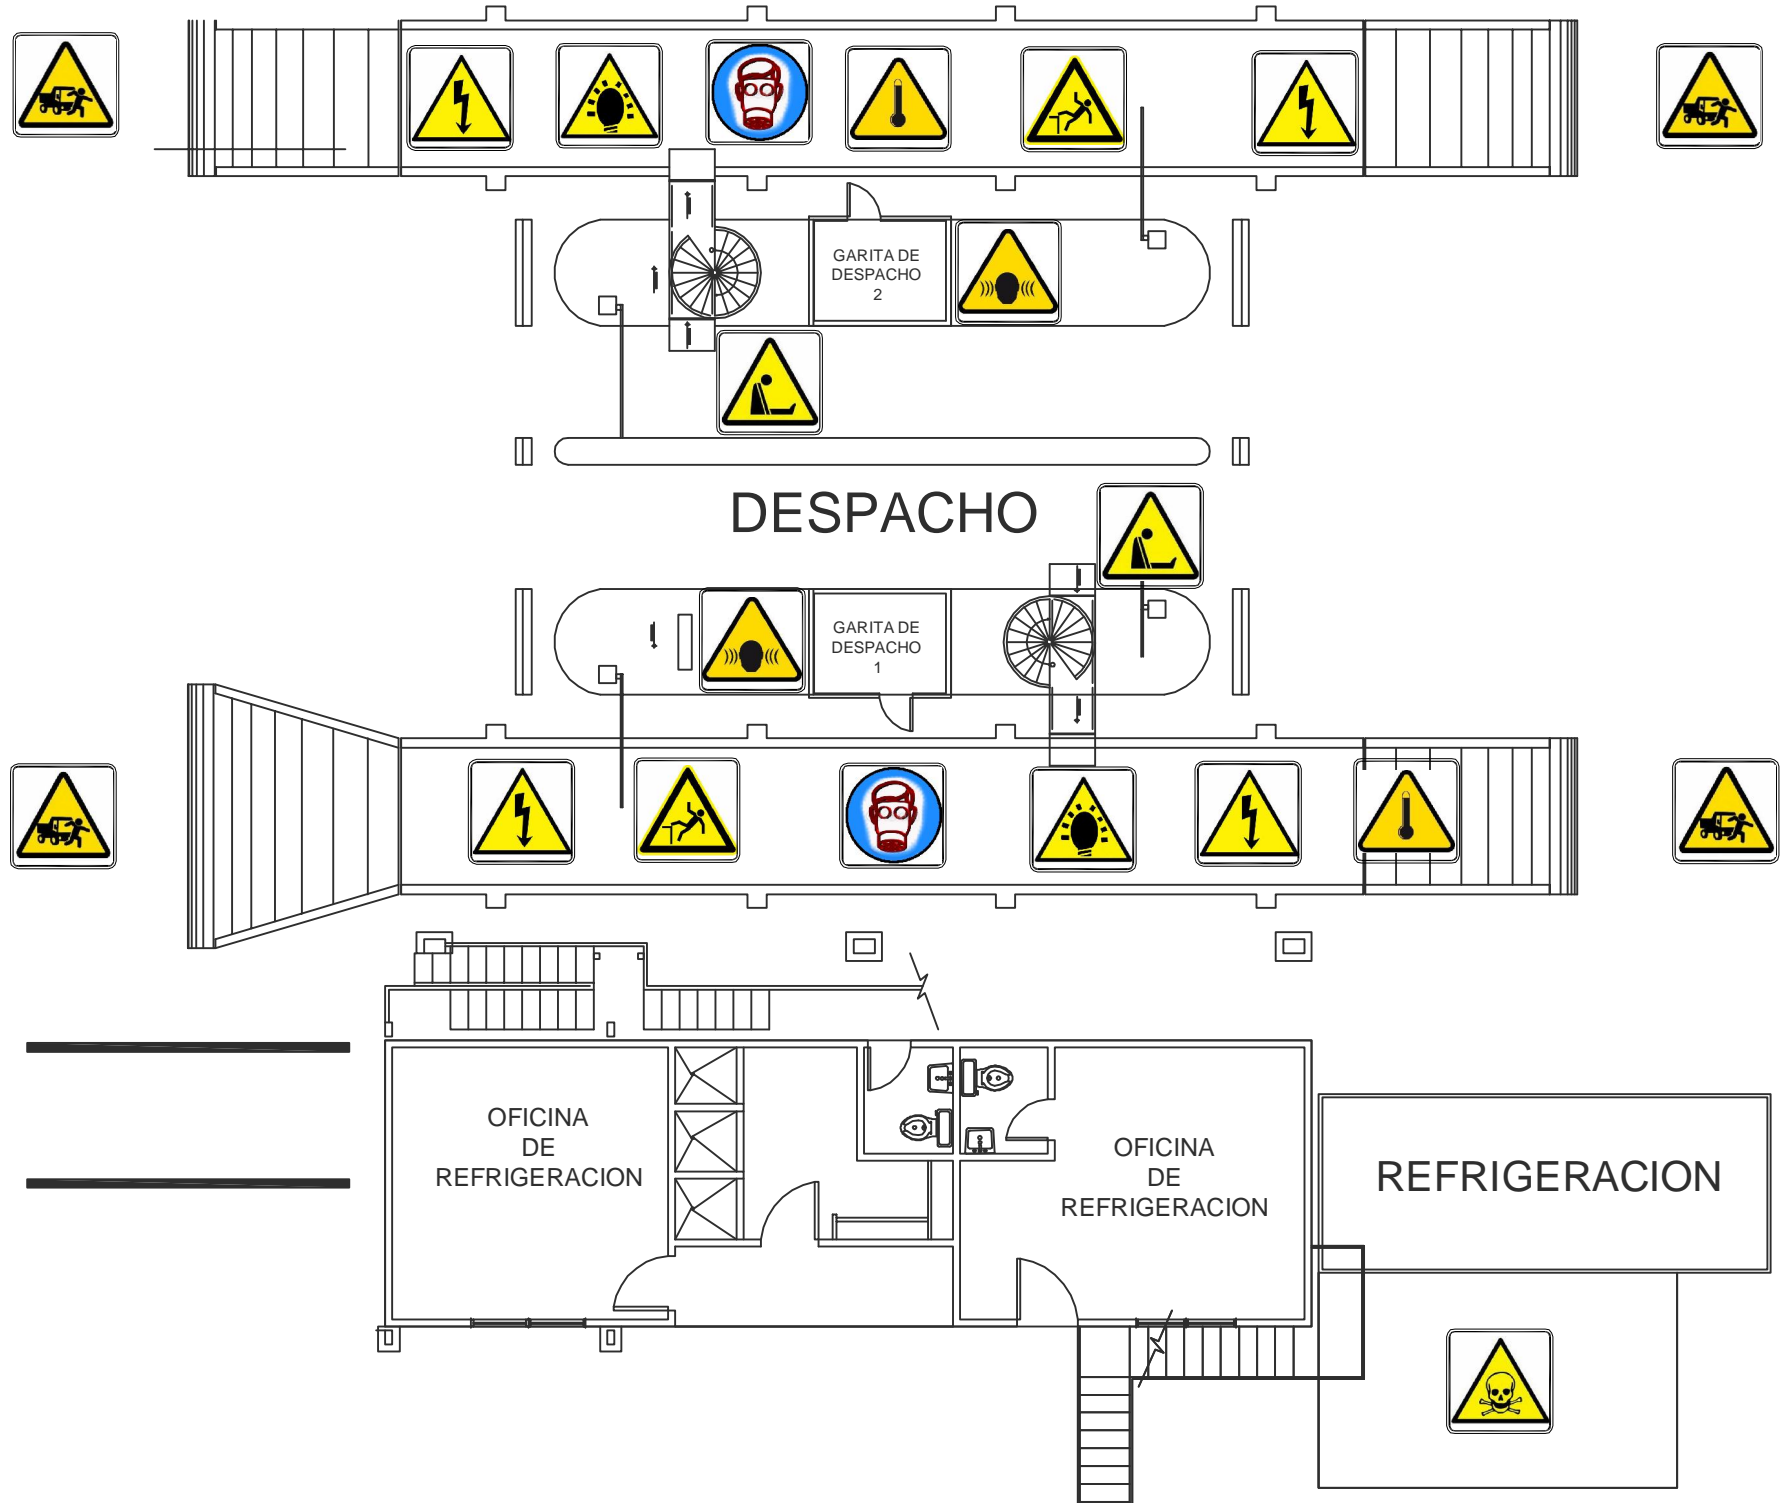 GARITA DE
DESPACHO
2
DESPACHO
GARITA DE
DESPACHO
1
OFICINA
DE
REFRIGERACION
OFICINA
DE
REFRIGERACION
REFRIGERACION